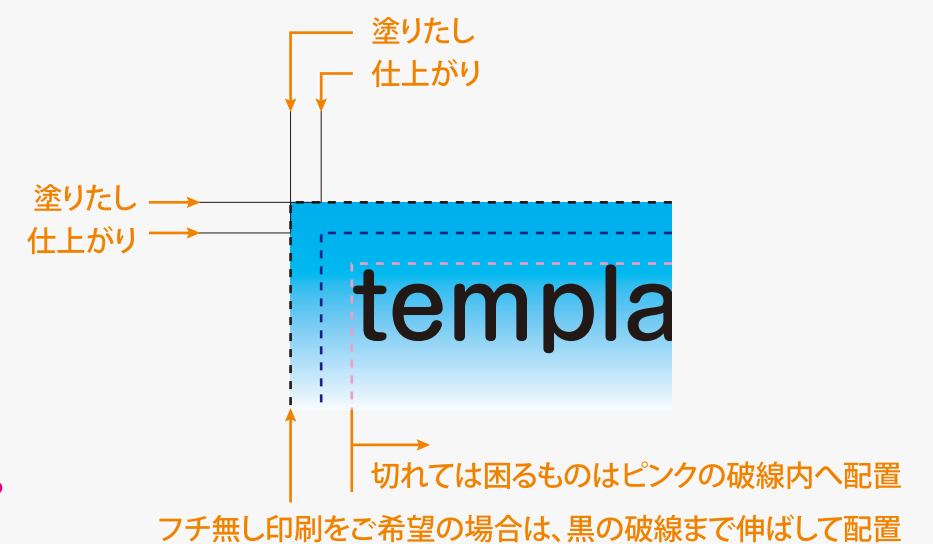 塗りたし
仕上がり
塗りたし
仕上がり
templa
切れては困るものはピンクの破線内へ配置
フチ無し印刷をご希望の場合は、黒の破線まで伸ばして配置